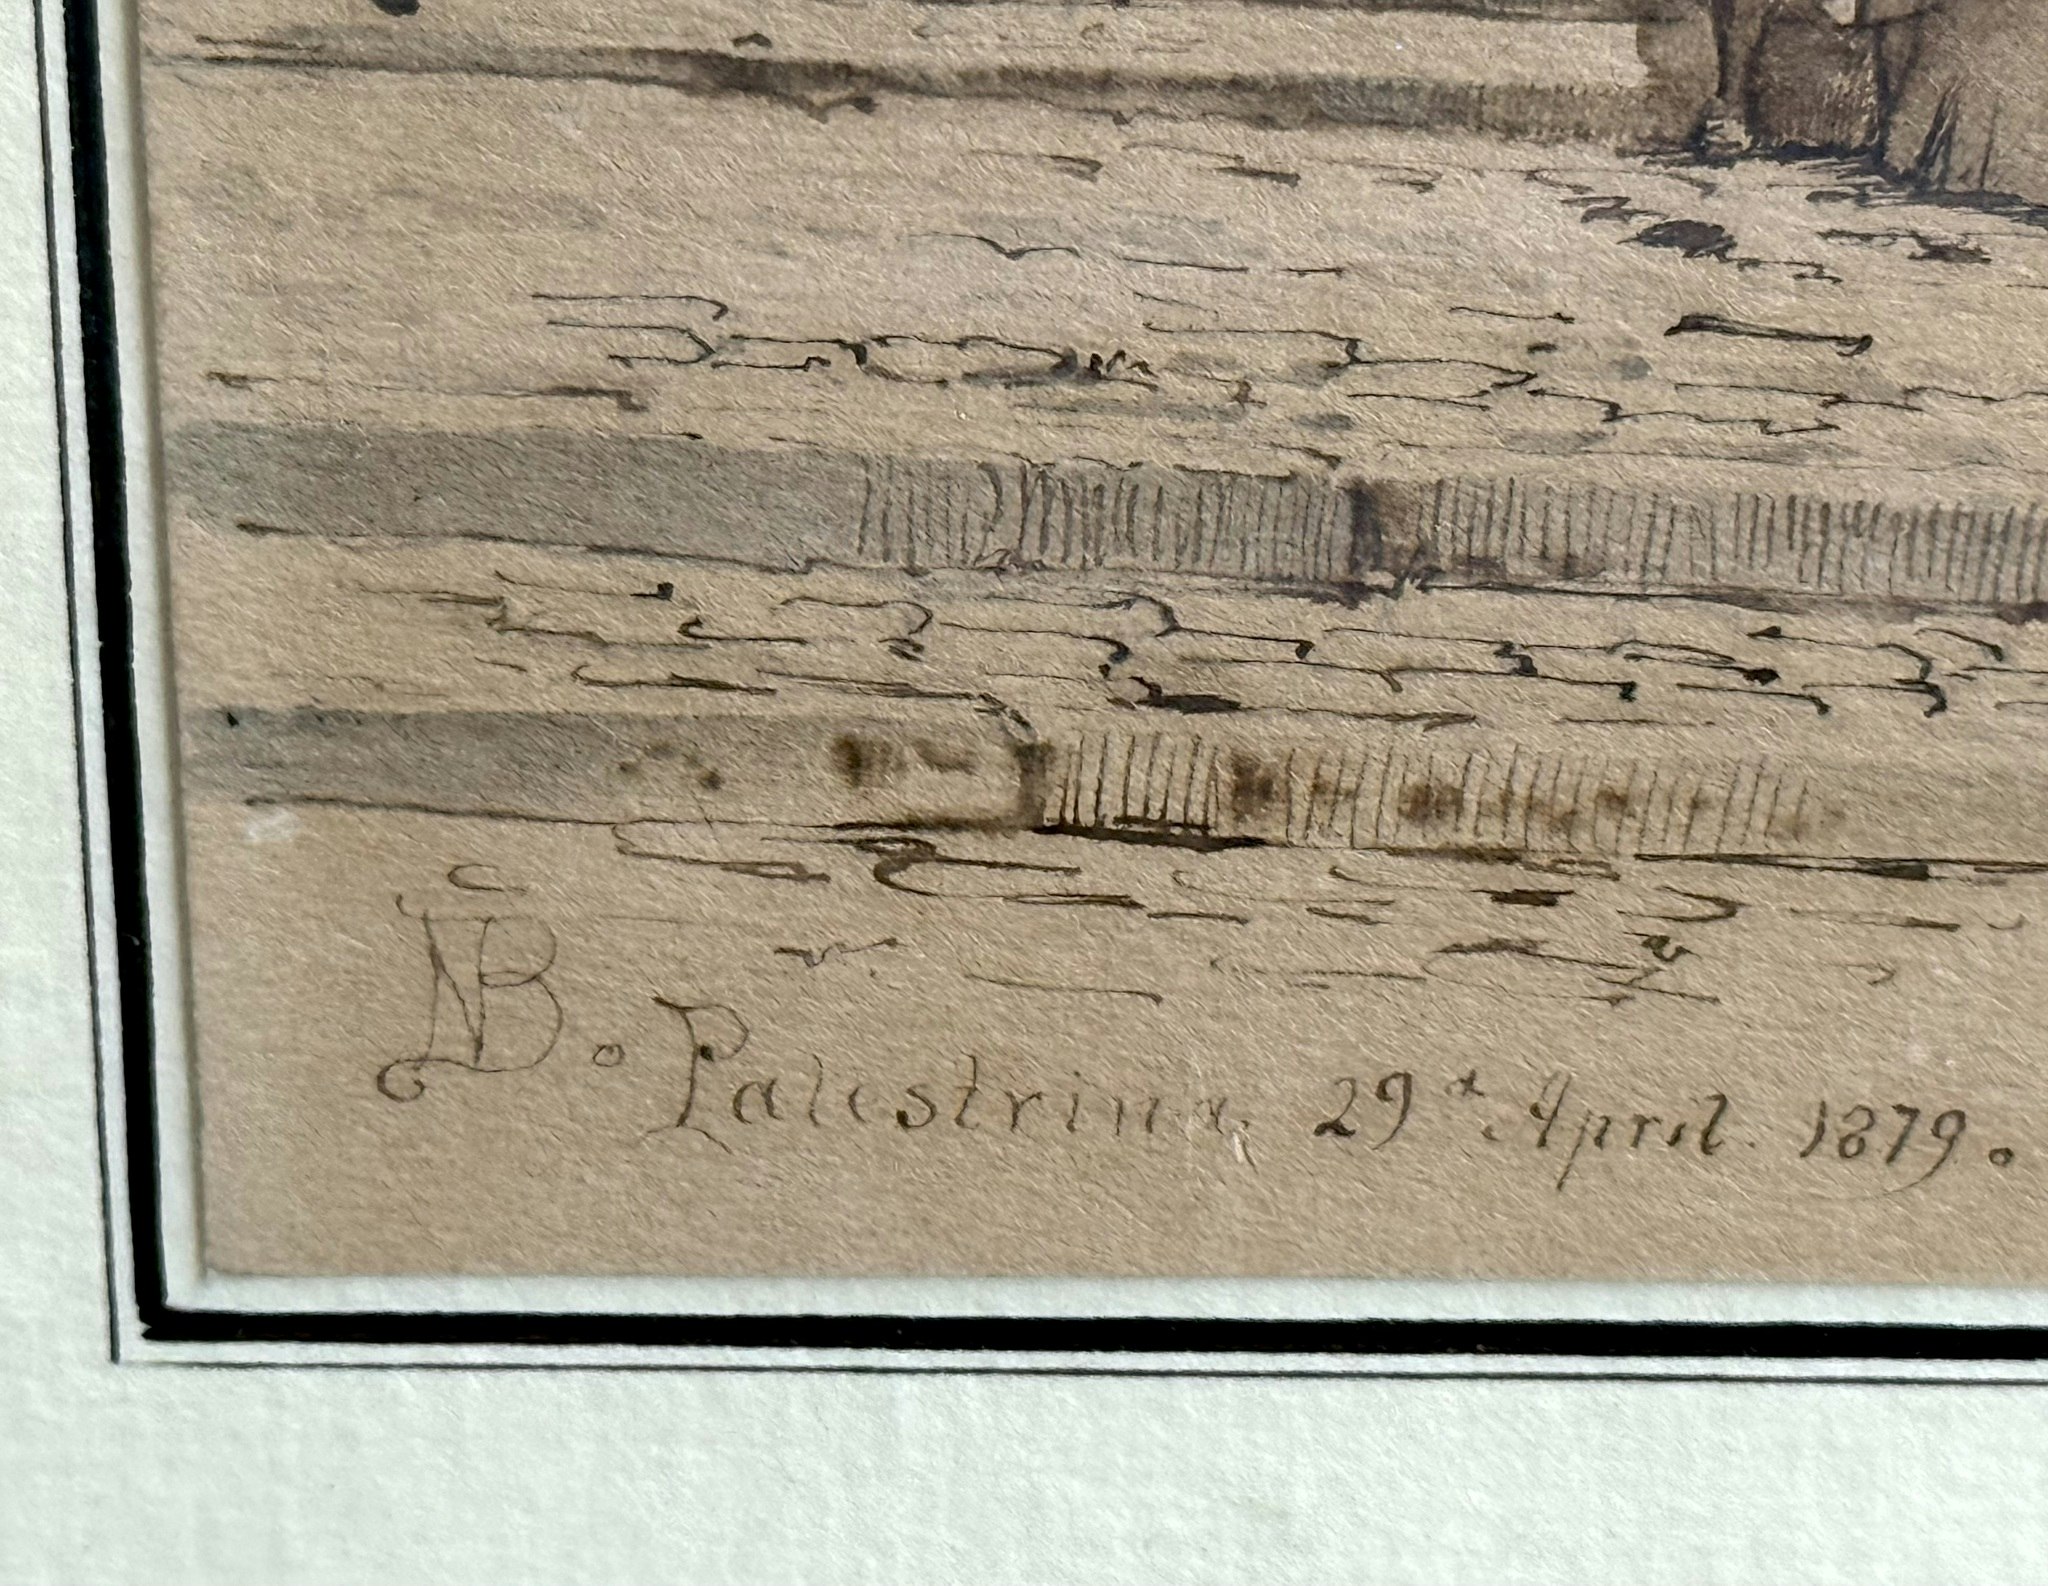 NB. Palestrina. 29th April. 1879.